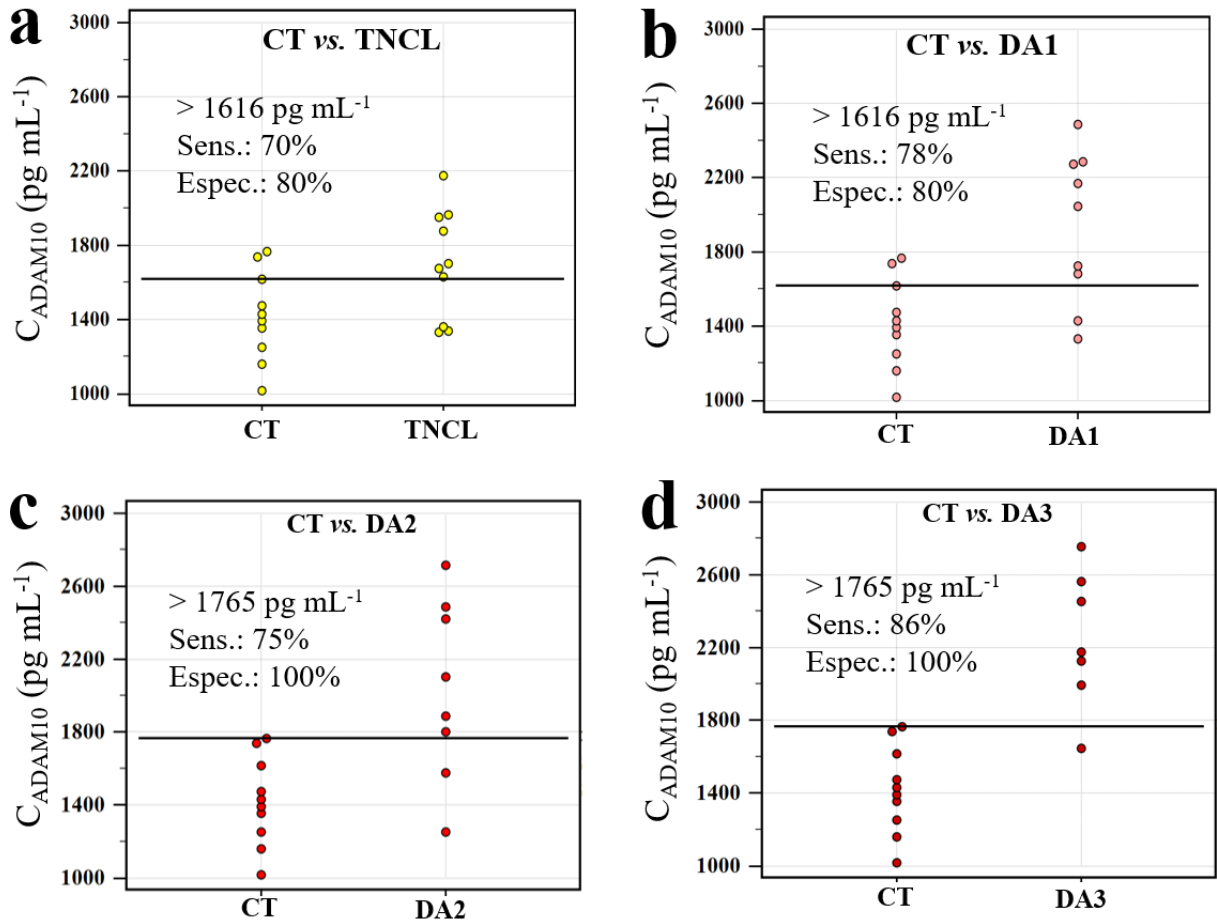 a
CT vs. TNCL
> 1616 pg mL⁻¹
Sens.: 70%
Espec.: 80%
C_ADAM10 (pg mL⁻¹)
3000
2600
2200
1800
1400
1000
CT
TNCL
b
CT vs. DA1
> 1616 pg mL⁻¹
Sens.: 78%
Espec.: 80%
C_ADAM10 (pg mL⁻¹)
3000
2600
2200
1800
1400
1000
CT
DA1
c
CT vs. DA2
> 1765 pg mL⁻¹
Sens.: 75%
Espec.: 100%
C_ADAM10 (pg mL⁻¹)
3000
2600
2200
1800
1400
1000
CT
DA2
d
CT vs. DA3
> 1765 pg mL⁻¹
Sens.: 86%
Espec.: 100%
C_ADAM10 (pg mL⁻¹)
3000
2600
2200
1800
1400
1000
CT
DA3